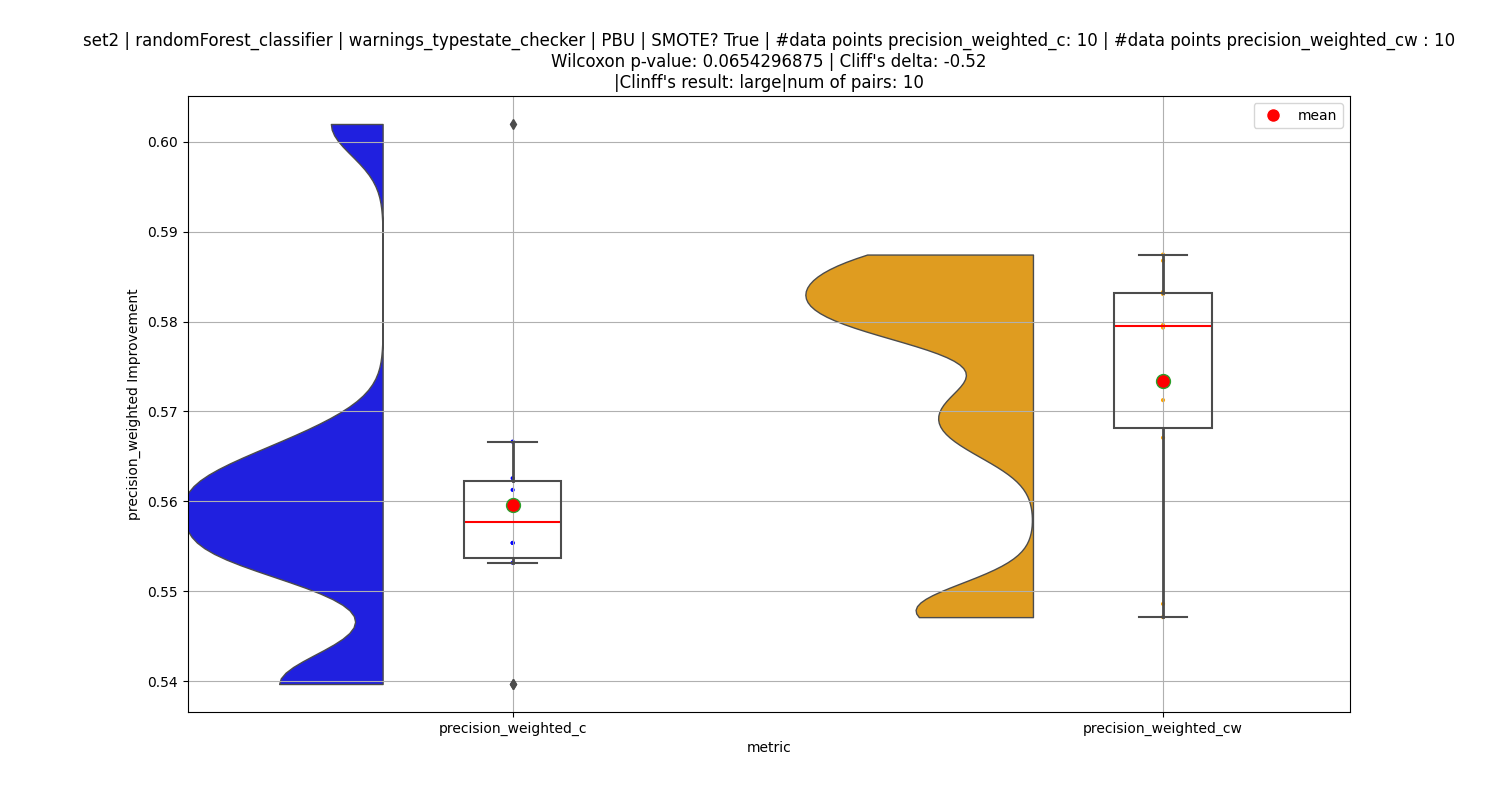 set2 | randomForest_classifier | warnings_typestate_checker | PBU | SMOTE? True | #data points precision_weighted_c: 10 | #data points precision_weighted_cw : 10
Wilcoxon p-value: 0.0654296875 | Cliff's delta: -0.52
|Clinff's result: large|num of pairs: 10
mean
0.60
0.59
0.58
0.57
0.56
0.55
0.54
precision_weighted Improvement
precision_weighted_c
precision_weighted_cw
metric